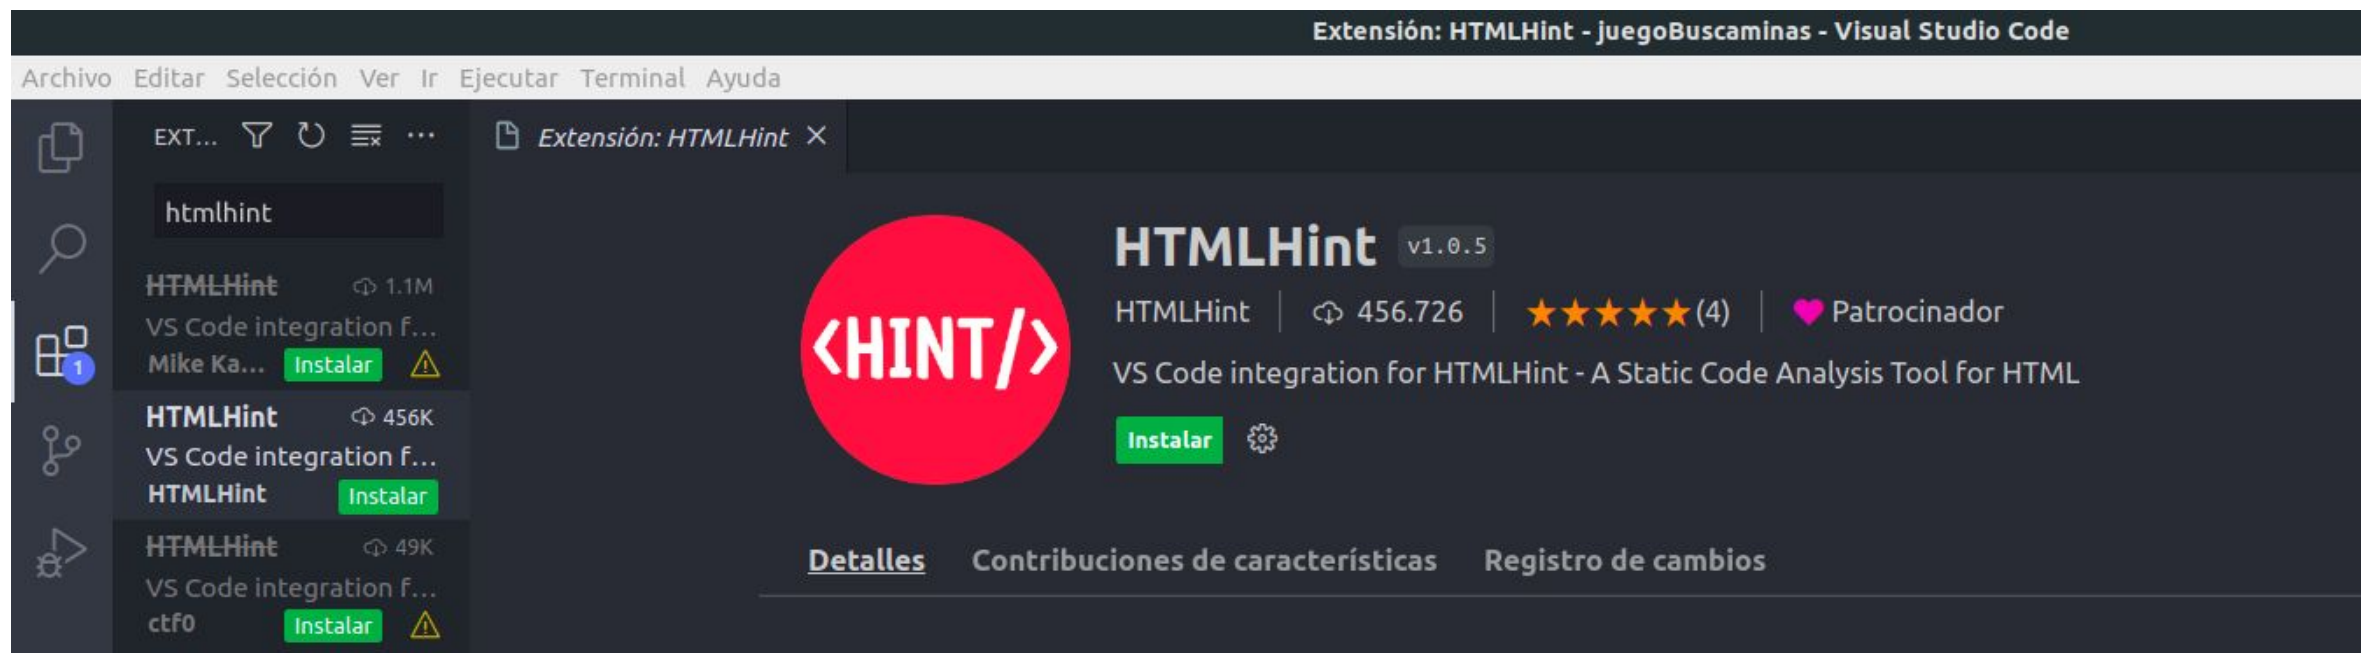 Extensión: HTMLHint - juegoBuscaminas - Visual Studio Code
Archivo Editar Selección Ver Ir Ejecutar Terminal Ayuda
EXT...
htmlhint
HTMLHint 1.1M
VS Code integration f...
Mike Ka... Instalar
1
HTMLHint 456K
VS Code integration f...
HTMLHint Instalar
HTMLHint 49K
VS Code integration f...
ctf0 Instalar
Extensión: HTMLHint
<HINT/>
HTMLHint v1.0.5
HTMLHint 456.726 (4) Patrocinador
VS Code integration for HTMLHint - A Static Code Analysis Tool for HTML
Instalar
Detalles Contribuciones de características Registro de cambios